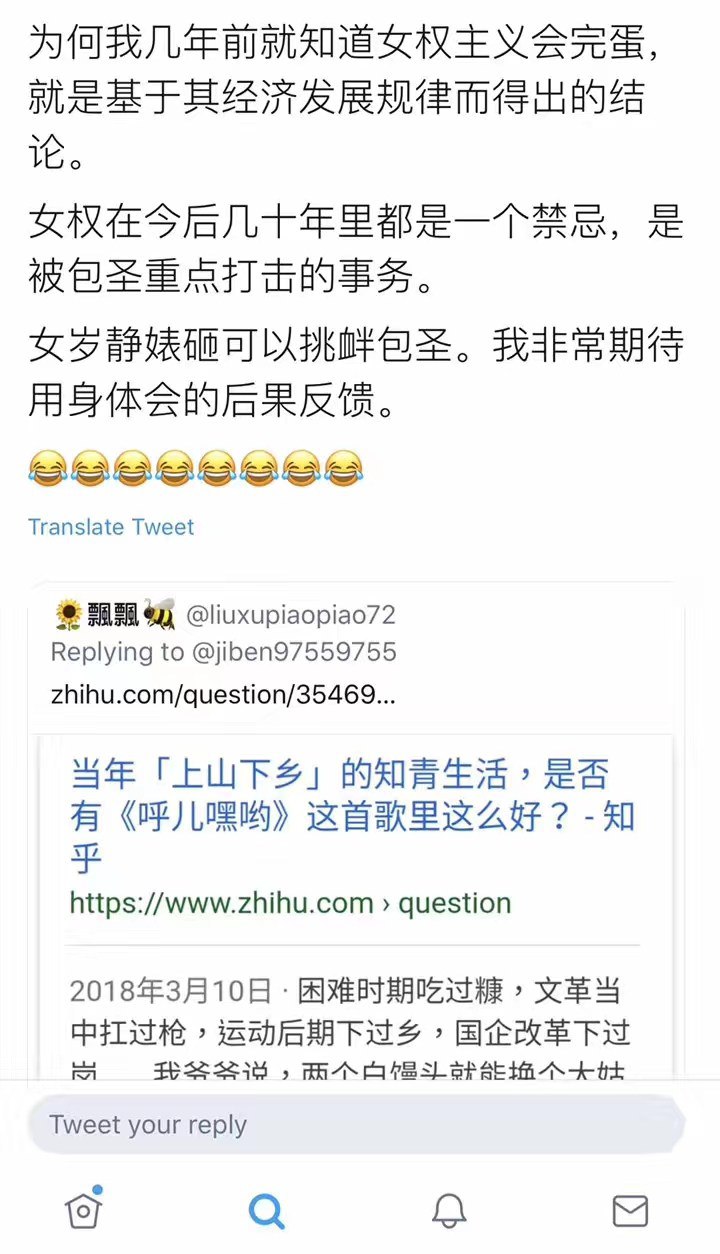 为何我几年前就知道女权主义会完蛋，
就是基于其经济发展规律而得出的结
论。
女权在今后几十年里都是一个禁忌，是
被包圣重点打击的事务。
女岁静婊砸可以挑衅包圣。我非常期待
用身体会的后果反馈。
😂😂😂😂😂😂😂😂
Translate Tweet
🌻飄飄🐝 @liuxupiaopiao72
Replying to @jiben97559755
zhihu.com/question/35469...
当年「上山下乡」的知青生活，是否
有《呼儿嘿哟》这首歌里这么好？ - 知
乎
https://www.zhihu.com › question
2018年3月10日 · 困难时期吃过糠，文革当
中扛过枪，运动后期下过乡，国企改革下过
岗 我爷爷说，两个白馒头就能换个大姑
Tweet your reply